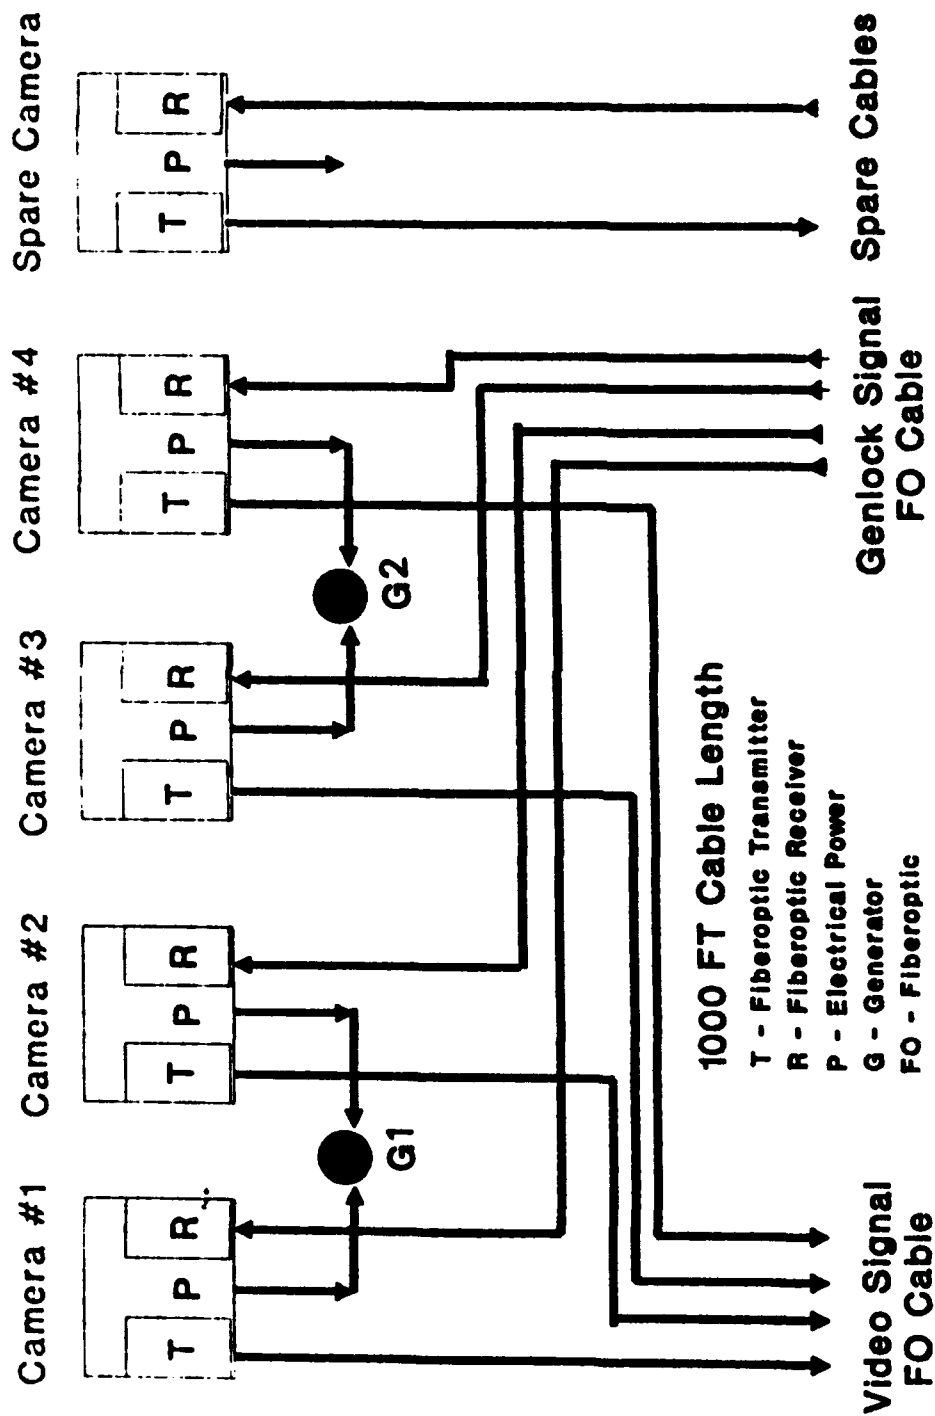 Camera #1
Camera #2
Camera #3
Camera #4
Spare Camera
T P R
T P R
T P R
T P R
T P R
G1
G2
1000 FT Cable Length
T - Fiberoptic Transmitter
R - Fiberoptic Receiver
P - Electrical Power
G - Generator
FO - Fiberoptic
Video Signal
FO Cable
Genlock Signal
FO Cable
Spare Cables